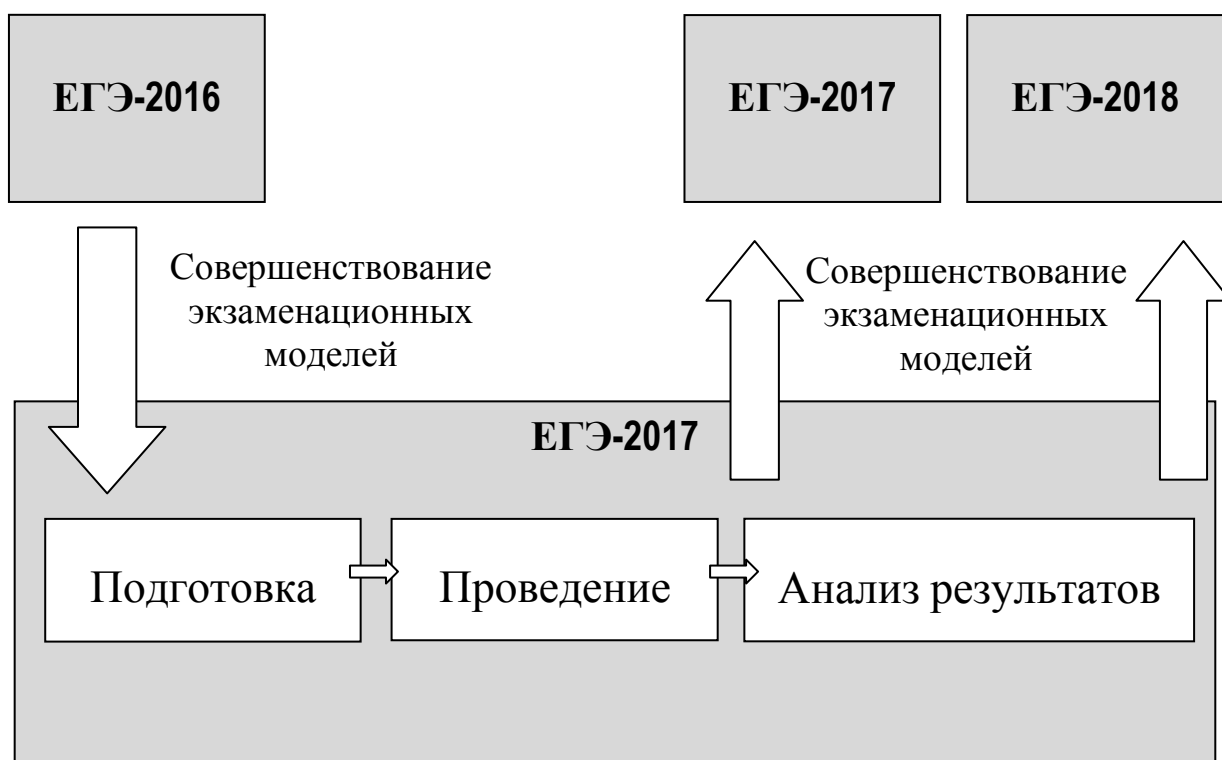 ЕГЭ-2016
ЕГЭ-2017
ЕГЭ-2018
Совершенствование
экзаменационных
моделей
Совершенствование
экзаменационных
моделей
ЕГЭ-2017
Подготовка
Проведение
Анализ результатов